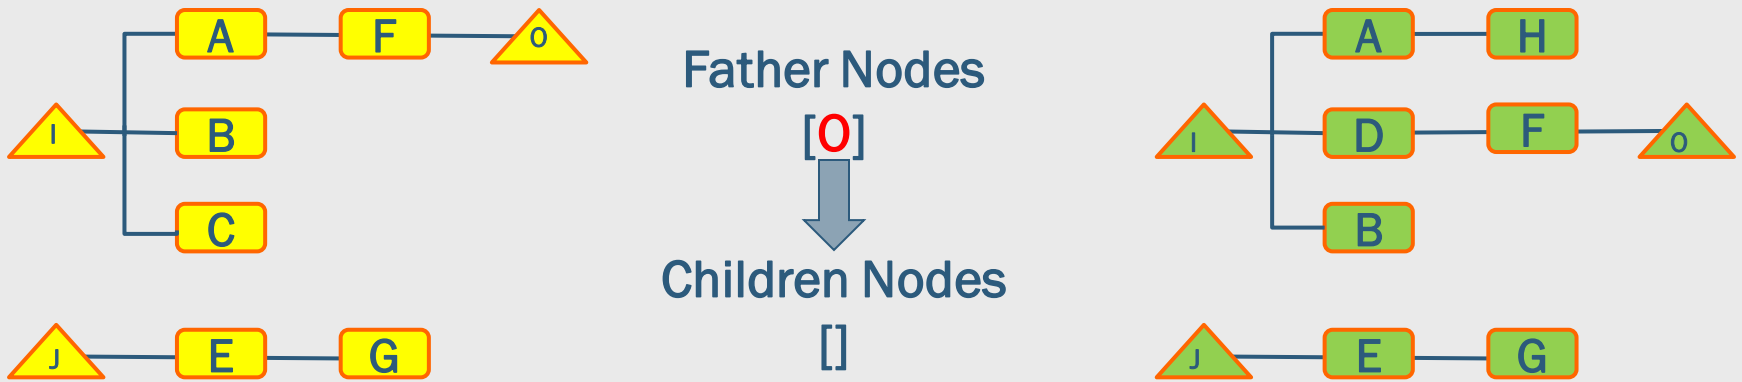 A F O
I B
C
J E G
Father Nodes
[O]
Children Nodes
[]
A H
I D F O
B
J E G